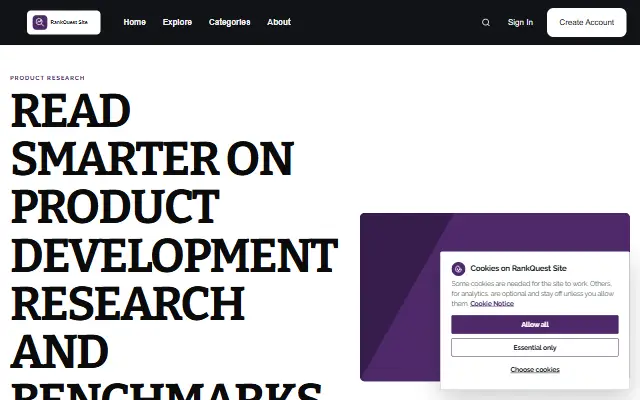 RankQuest Site
Home Explore Categories About
Sign In
Create Account
PRODUCT RESEARCH
READ
SMARTER ON
PRODUCT
DEVELOPMENT
RESEARCH
AND
BENCHMARKS
Cookies on RankQuest Site
Some cookies are needed for the site to work. Others,
for analytics, are optional and stay off unless you allow
them. Cookie Notice
Allow all
Essential only
Choose cookies